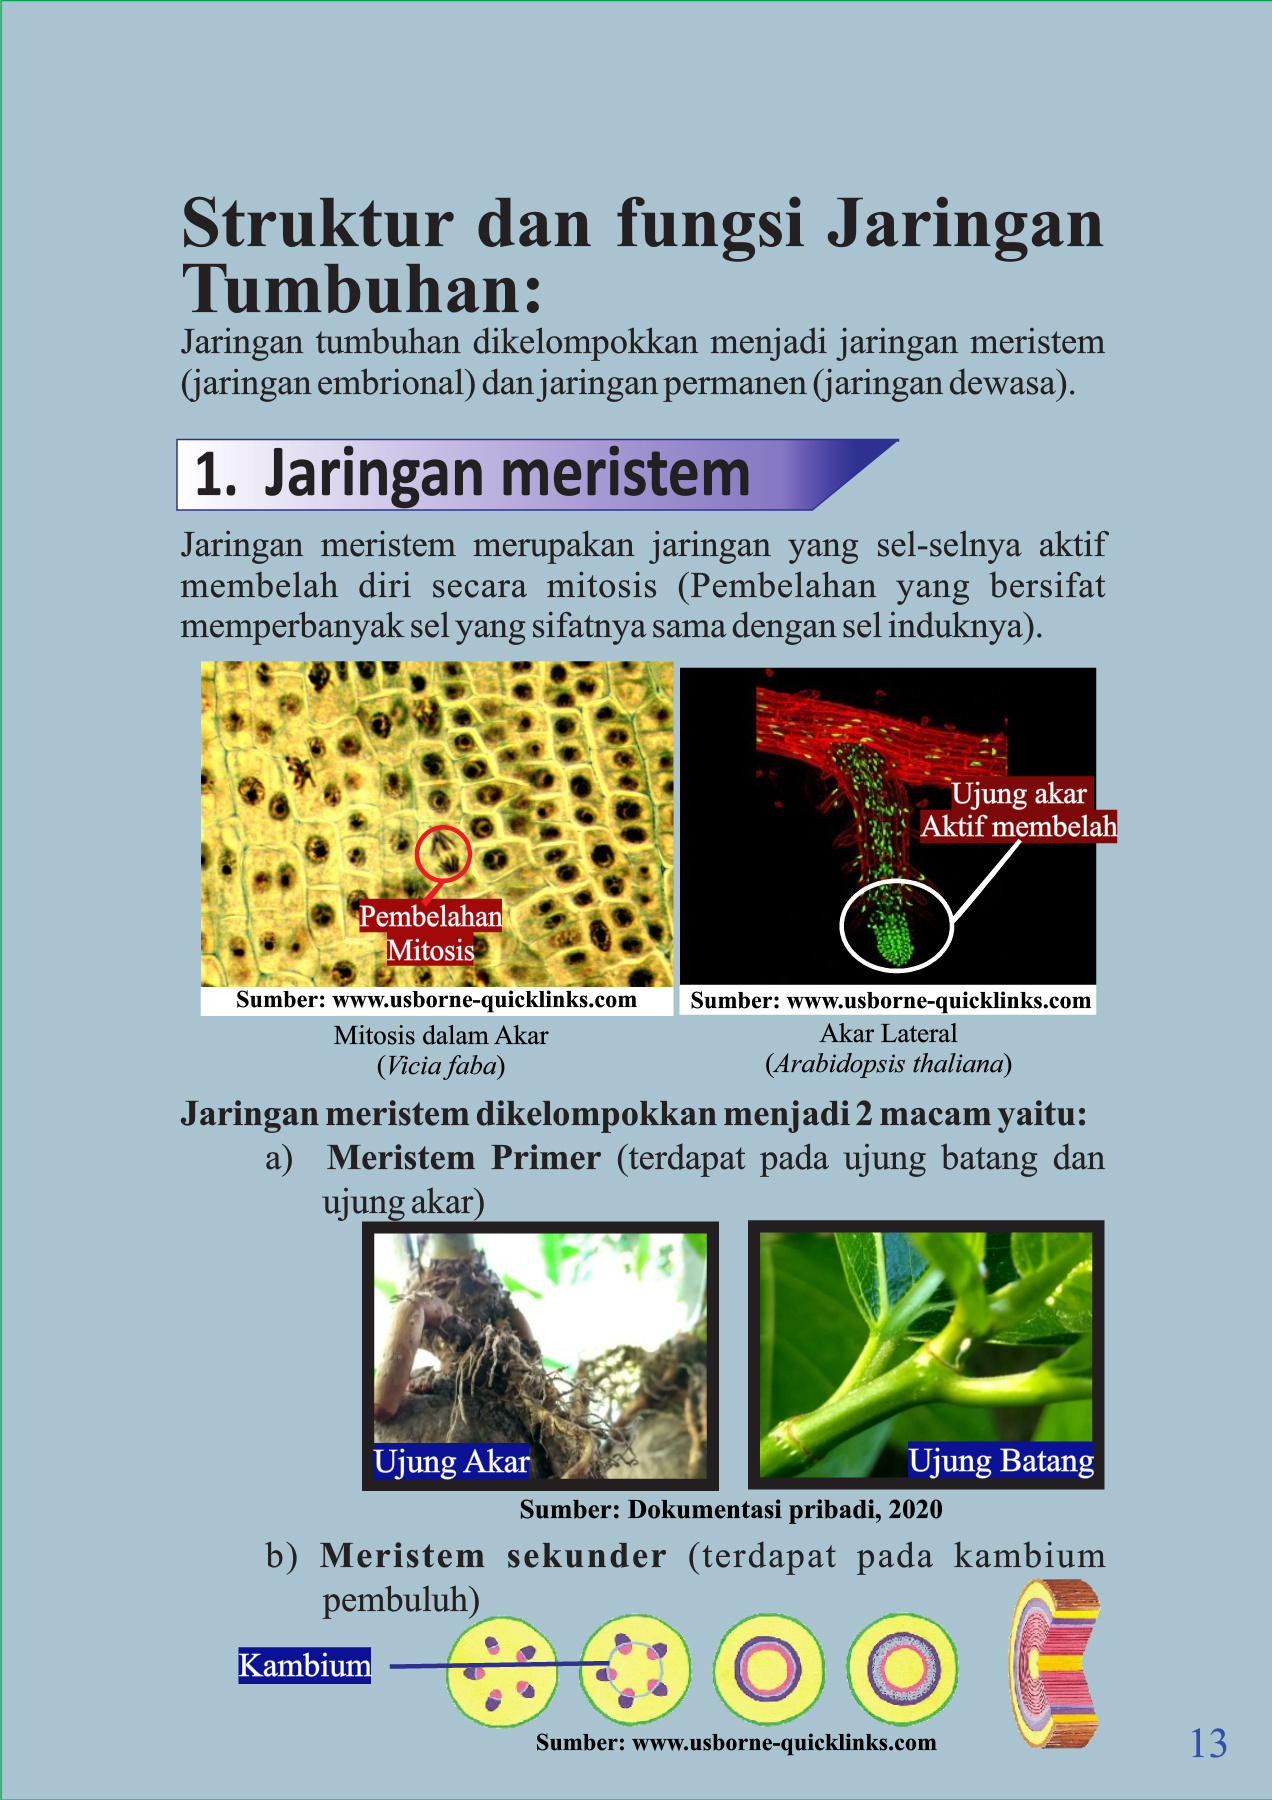 Struktur dan fungsi Jaringan
Tumbuhan:
Jaringan tumbuhan dikelompokkan menjadi jaringan meristem
(jaringan embrional) dan jaringan permanen (jaringan dewasa).
1. Jaringan meristem
Jaringan meristem merupakan jaringan yang sel-selnya aktif
membelah diri secara mitosis (Pembelahan yang bersifat
memperbanyak sel yang sifatnya sama dengan sel induknya).
Pembelahan
Mitosis
Sumber: www.usborne-quicklinks.com
Mitosis dalam Akar
(Vicia faba)
Ujung akar
Aktif membelah
Sumber: www.usborne-quicklinks.com
Akar Lateral
(Arabidopsis thaliana)
Jaringan meristem dikelompokkan menjadi 2 macam yaitu:
a) Meristem Primer (terdapat pada ujung batang dan
ujung akar)
Ujung Akar
Ujung Batang
Sumber: Dokumentasi pribadi, 2020
b) Meristem sekunder (terdapat pada kambium
pembuluh)
Kambium
Sumber: www.usborne-quicklinks.com
13